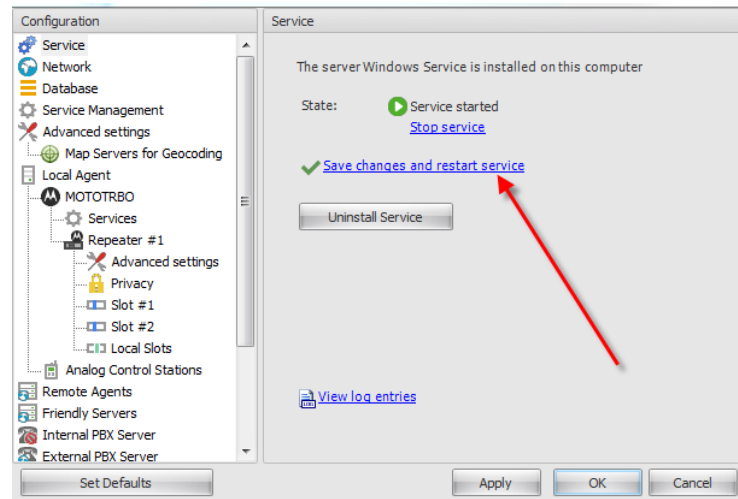 Configuration
Service
Network
Database
Service Management
Advanced settings
Map Servers for Geocoding
Local Agent
MOTOTRBO
Services
Repeater #1
Advanced settings
Privacy
Slot #1
Slot #2
Local Slots
Analog Control Stations
Remote Agents
Friendly Servers
Internal PBX Server
External PBX Server
Set Defaults
Service
The server Windows Service is installed on this computer
State: Service started
Stop service
Save changes and restart service
Uninstall Service
View log entries
Apply OK Cancel